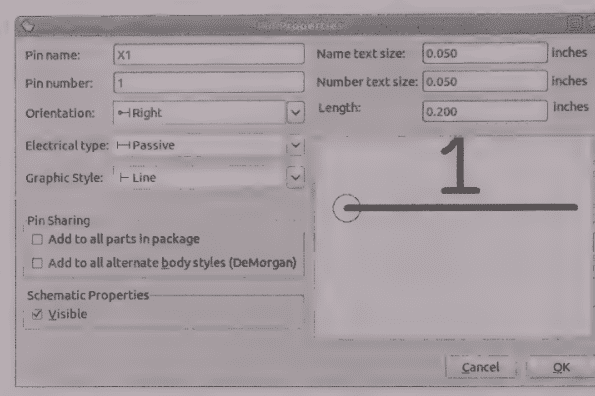 Pin Properties
Pin name: X1 Name text size: 0.050 inches
Pin number: 1 Number text size: 0.050 inches
Orientation: Right Length: 0.200 inches
Electrical type: Passive
Graphic Style: Line
1
Pin Sharing
Add to all parts in package
Add to all alternate body styles (DeMorgan)
Schematic Properties
Visible
Cancel OK